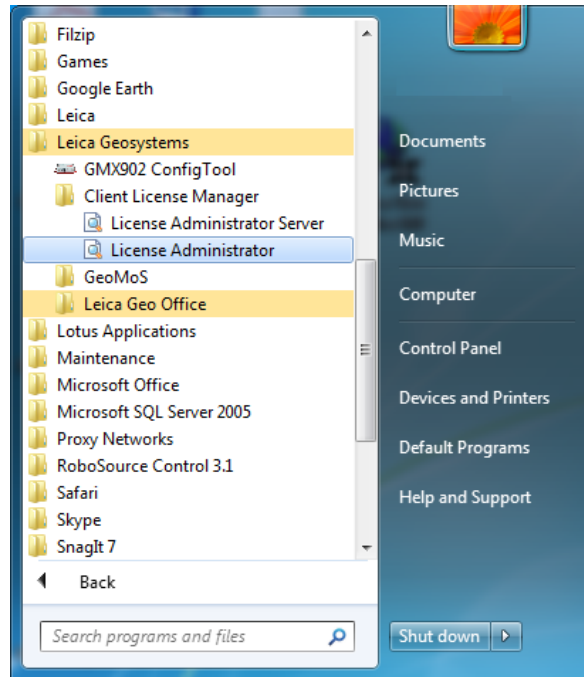 Filzip
Games
Google Earth
Leica
Leica Geosystems
GMX902 ConfigTool
Client License Manager
License Administrator Server
License Administrator
GeoMoS
Leica Geo Office
Lotus Applications
Maintenance
Microsoft Office
Microsoft SQL Server 2005
Proxy Networks
RoboSource Control 3.1
Safari
Skype
SnagIt 7
Back
Search programs and files
Documents
Pictures
Music
Computer
Control Panel
Devices and Printers
Default Programs
Help and Support
Shut down